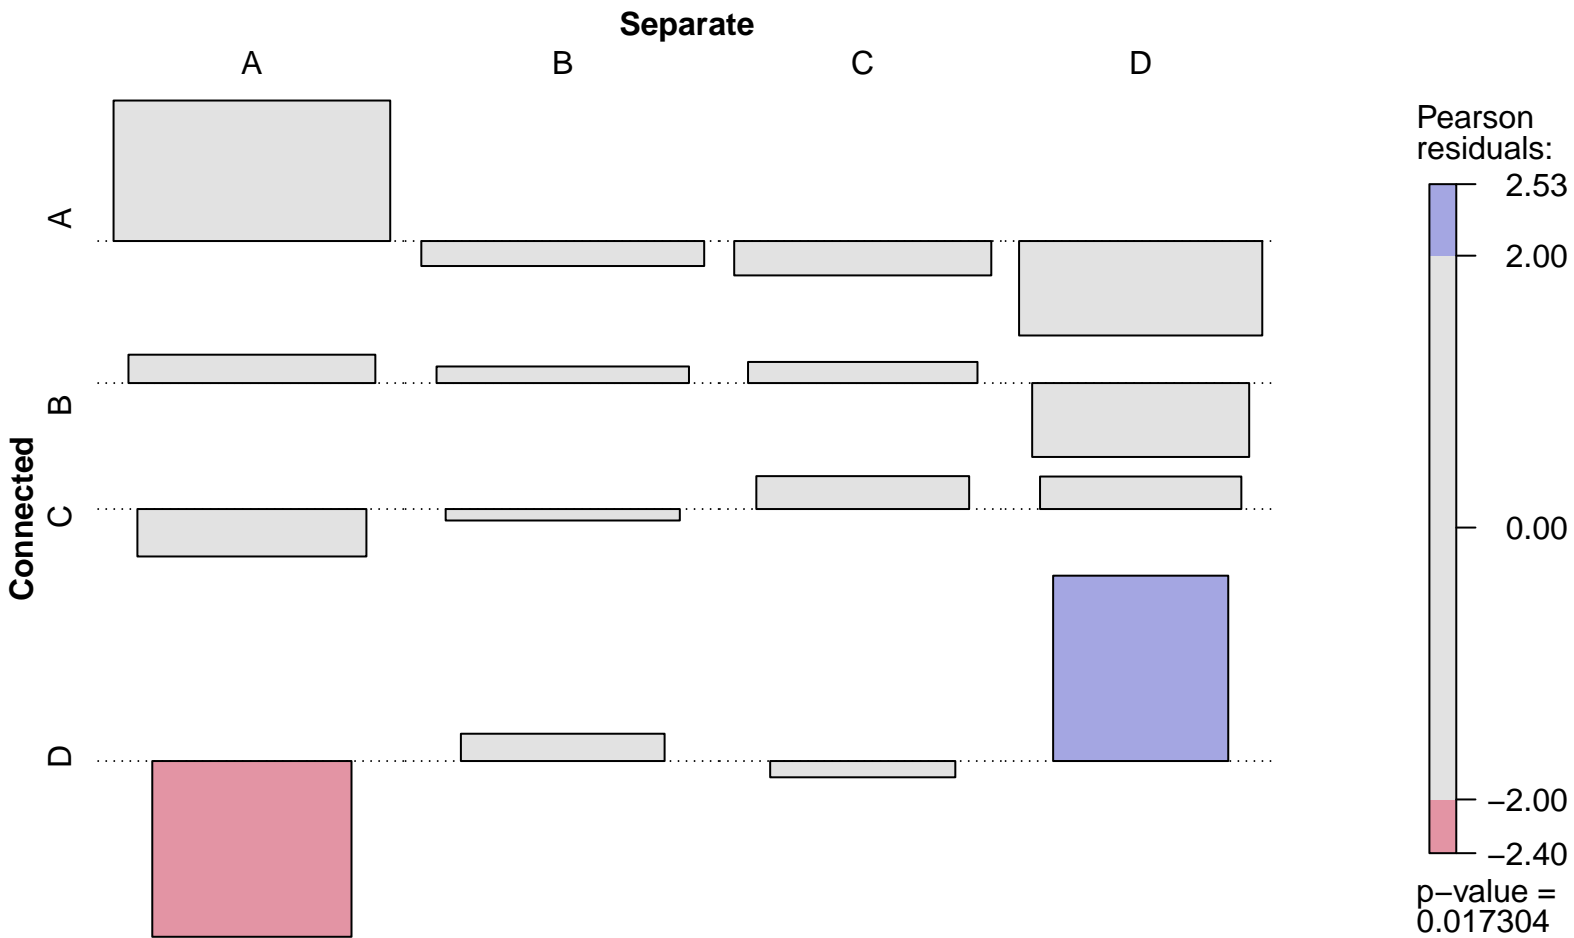 Separate
A B C D
Connected
A
B
C
D
Pearson
residuals:
2.53
2.00
0.00
−2.00
−2.40
p−value =
0.017304